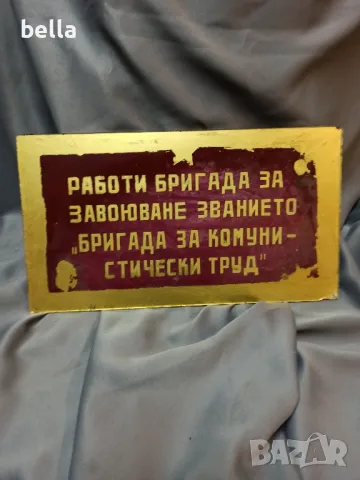 bella
РАБОТИ БРИГАДА ЗА
ЗАВОЮВАНЕ ЗВАНИЕТО
„БРИГАДА ЗА КОМУНИ-
СТИЧЕСКИ ТРУД"
BAZAR